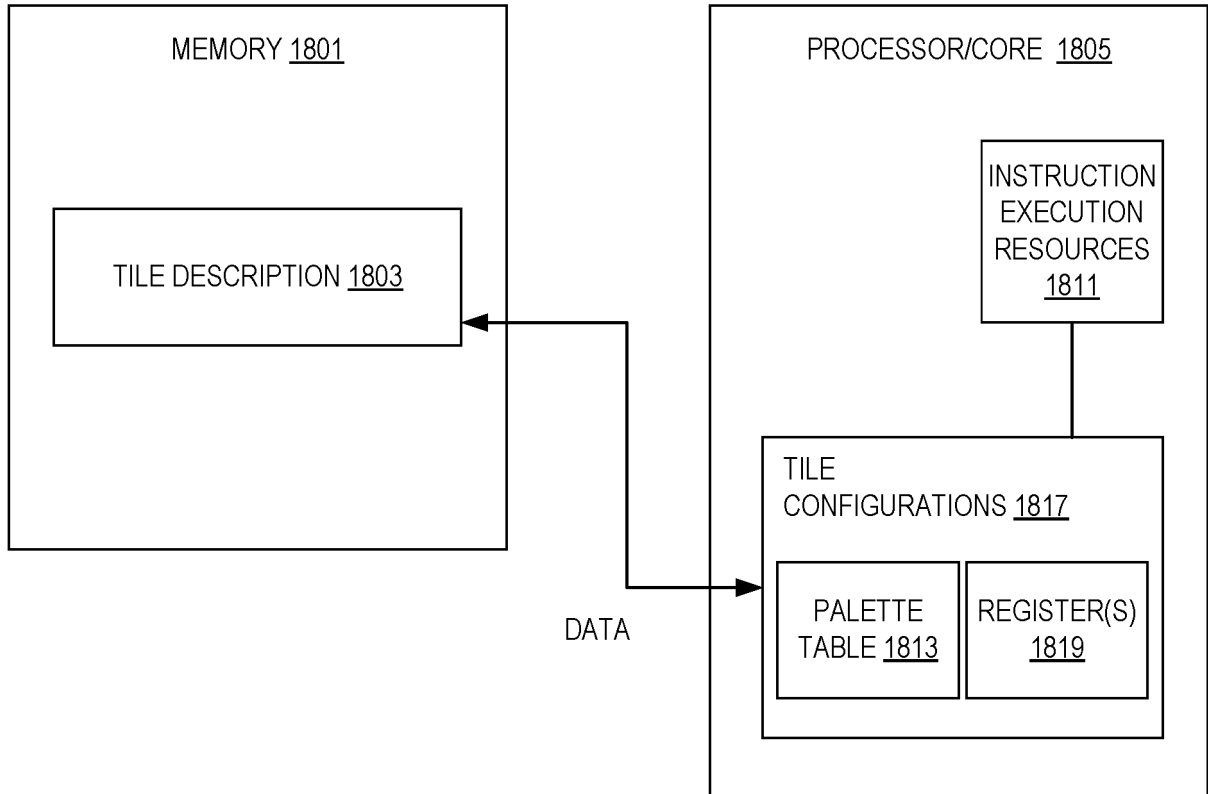 MEMORY 1801
TILE DESCRIPTION 1803
DATA
PROCESSOR/CORE 1805
INSTRUCTION
EXECUTION
RESOURCES
1811
TILE
CONFIGURATIONS 1817
PALETTE
TABLE 1813
REGISTER(S)
1819